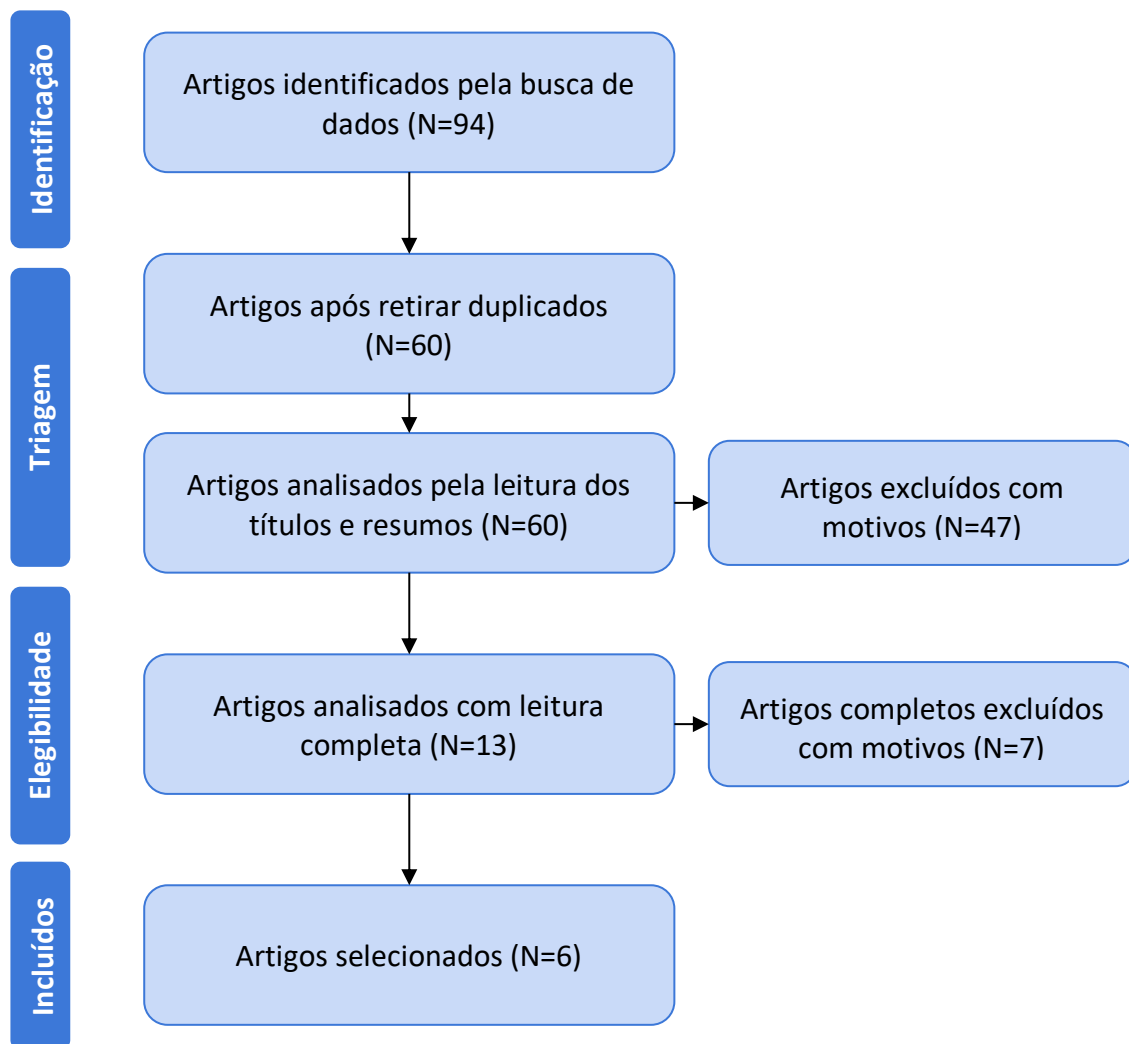 Identificação
Artigos identificados pela busca de
dados (N=94)
Triagem
Artigos após retirar duplicados
(N=60)
Artigos analisados pela leitura dos
títulos e resumos (N=60)
Artigos excluídos com
motivos (N=47)
Elegibilidade
Artigos analisados com leitura
completa (N=13)
Artigos completos excluídos
com motivos (N=7)
Incluídos
Artigos selecionados (N=6)